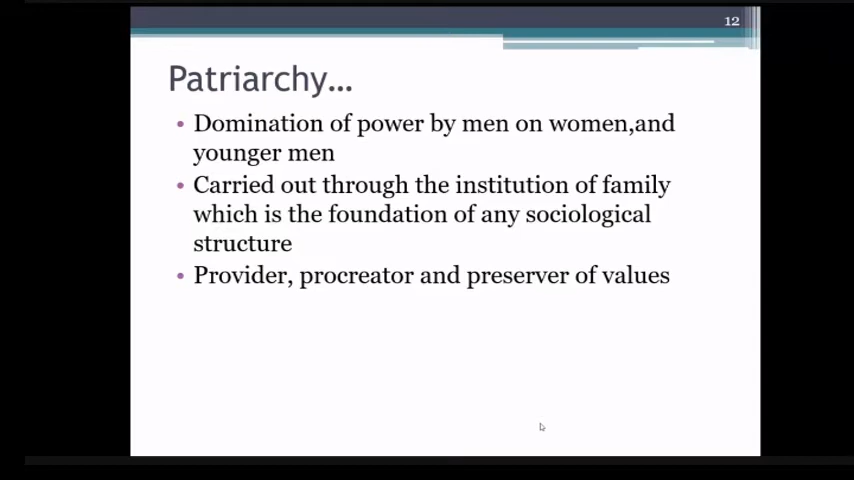 12
Patriarchy...
• Domination of power by men on women,and
younger men
• Carried out through the institution of family
which is the foundation of any sociological
structure
• Provider, procreator and preserver of values